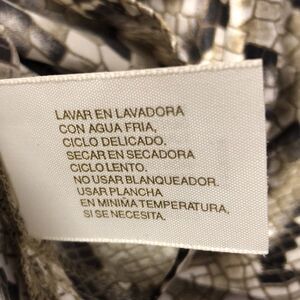 LAVAR EN LAVADORA
CON AGUA FRIA,
CICLO DELICADO.
SECAR EN SECADORA
CICLO LENTO.
NO USAR BLANQUEADOR.
USAR PLANCHA
EN MINIMA TEMPERATURA,
SI SE NECESITA.